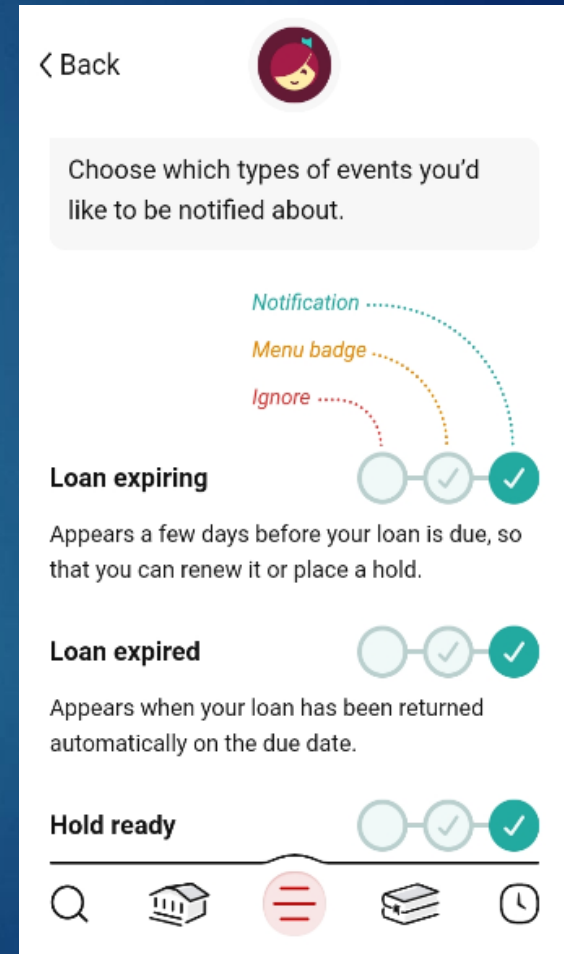 Back
Choose which types of events you’d
like to be notified about.
Notification
Menu badge
Ignore
Loan expiring
Appears a few days before your loan is due, so
that you can renew it or place a hold.
Loan expired
Appears when your loan has been returned
automatically on the due date.
Hold ready